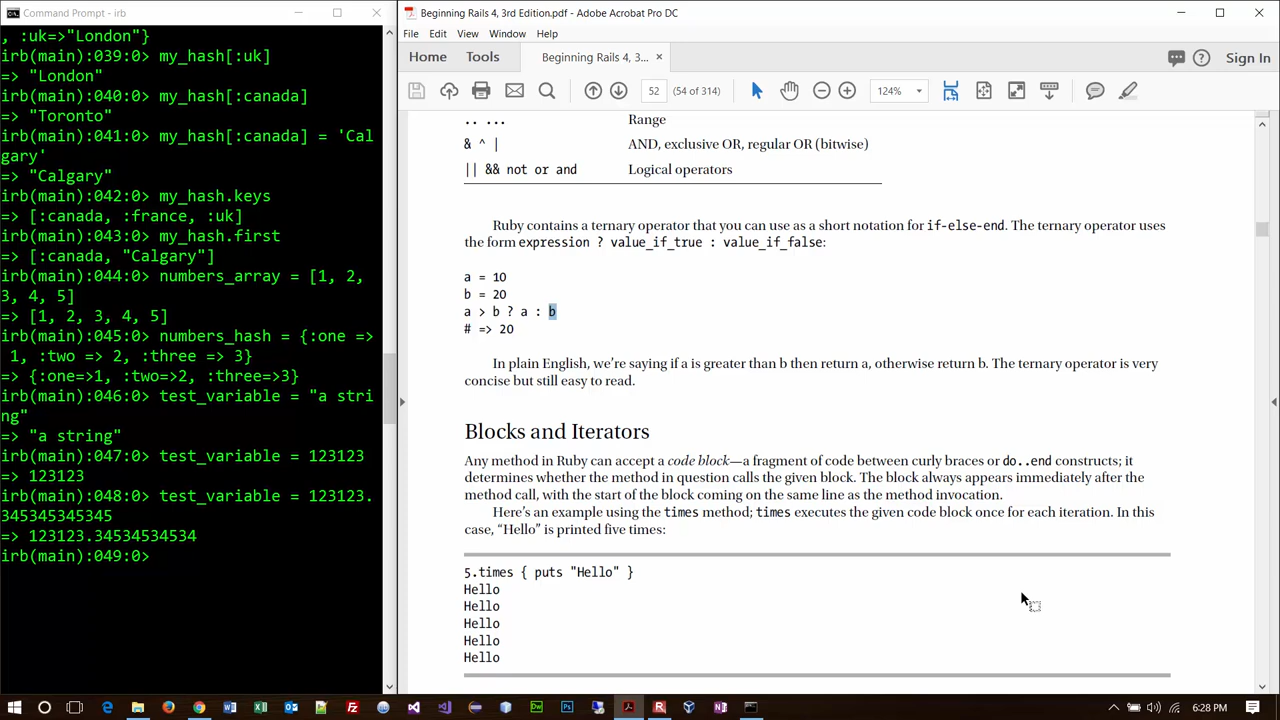 Command Prompt - irb
, :uk=>"London"}
irb(main):039:0> my_hash[:uk]
=> "London"
irb(main):040:0> my_hash[:canada]
=> "Toronto"
irb(main):041:0> my_hash[:canada] = 'Cal
gary'
=> "Calgary"
irb(main):042:0> my_hash.keys
=> [:canada, :france, :uk]
irb(main):043:0> my_hash.first
=> [:canada, "Calgary"]
irb(main):044:0> numbers_array = [1, 2,
3, 4, 5]
=> [1, 2, 3, 4, 5]
irb(main):045:0> numbers_hash = {:one =>
1, :two => 2, :three => 3}
=> {:one=>1, :two=>2, :three=>3}
irb(main):046:0> test_variable = "a stri
ng"
=> "a string"
irb(main):047:0> test_variable = 123123
=> 123123
irb(main):048:0> test_variable = 123123.
345345345345
=> 123123.34534534534
irb(main):049:0>
Beginning Rails 4, 3rd Edition.pdf - Adobe Acrobat Pro DC
File Edit View Window Help
Home Tools Beginning Rails 4, 3... × Sign In
52 (54 of 314) 124%
.. ... Range
& ^ | AND, exclusive OR, regular OR (bitwise)
|| && not or and Logical operators
Ruby contains a ternary operator that you can use as a short notation for if-else-end. The ternary operator uses
the form expression ? value_if_true : value_if_false:
a = 10
b = 20
a > b ? a : b
# => 20
In plain English, we're saying if a is greater than b then return a, otherwise return b. The ternary operator is very
concise but still easy to read.
Blocks and Iterators
Any method in Ruby can accept a code block—a fragment of code between curly braces or do..end constructs; it
determines whether the method in question calls the given block. The block always appears immediately after the
method call, with the start of the block coming on the same line as the method invocation.
Here's an example using the times method; times executes the given code block once for each iteration. In this
case, "Hello" is printed five times:
5.times { puts "Hello" }
Hello
Hello
Hello
Hello
Hello
6:28 PM